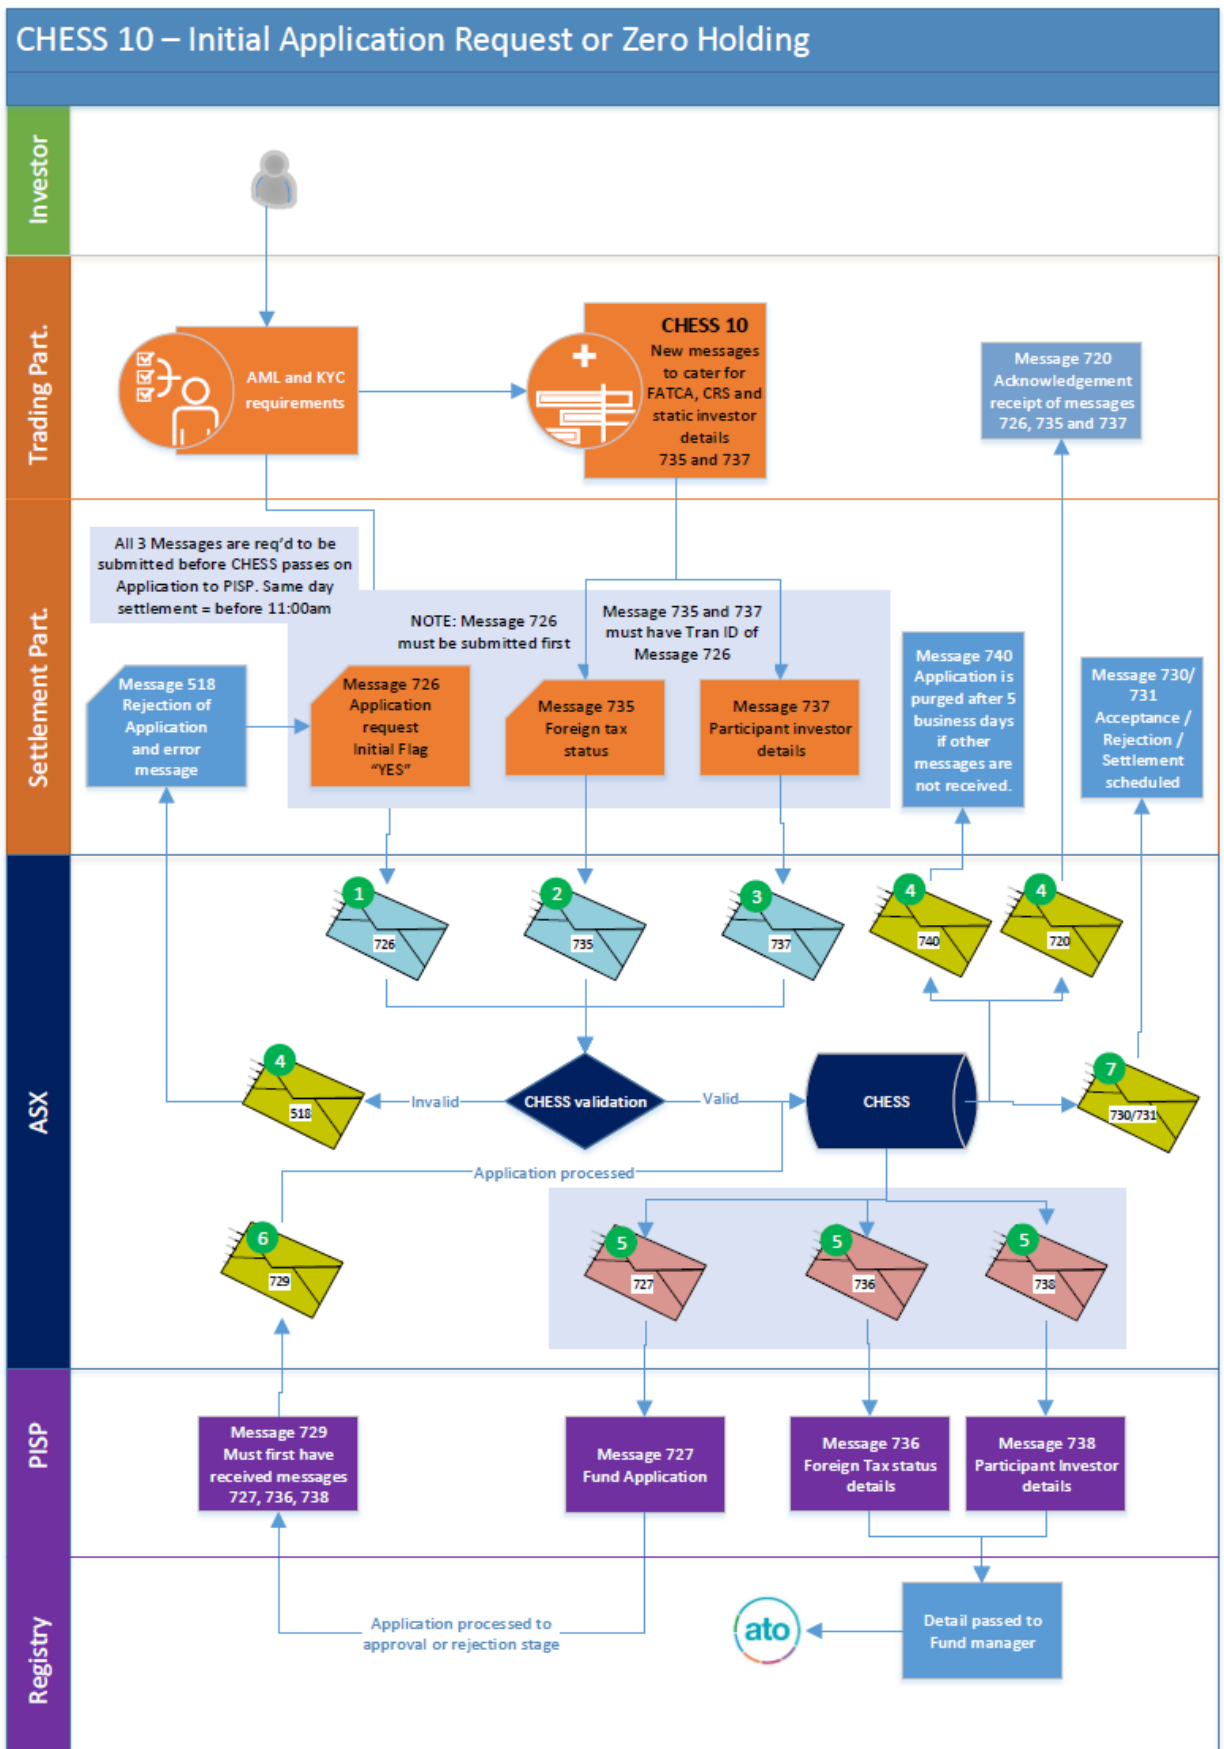 CHESS 10 – Initial Application Request or Zero Holding
Investor
Trading Part.
AML and KYC
requirements
CHESS 10
New messages
to cater for
FATCA, CRS and
static investor
details
735 and 737
Message 720
Acknowledgement
receipt of messages
726, 735 and 737
Settlement Part.
All 3 Messages are req'd to be
submitted before CHESS passes on
Application to PISP. Same day
settlement = before 11:00am
NOTE: Message 726
must be submitted first
Message 735 and 737
must have Tran ID of
Message 726
Message 518
Rejection of
Application
and error
message
Message 726
Application
request
Initial Flag
“YES”
Message 735
Foreign tax
status
Message 737
Participant investor
details
Message 740
Application is
purged after 5
business days
if other
messages are
not received.
Message 730/
731
Acceptance /
Rejection /
Settlement
scheduled
ASX
1
726
2
735
3
737
4
740
4
720
4
518
Invalid
CHESS validation
Valid
CHESS
7
730/731
Application processed
6
729
5
727
5
736
5
738
PISP
Message 729
Must first have
received messages
727, 736, 738
Message 727
Fund Application
Message 736
Foreign Tax status
details
Message 738
Participant Investor
details
Registry
Application processed to
approval or rejection stage
ato
Detail passed to
Fund manager